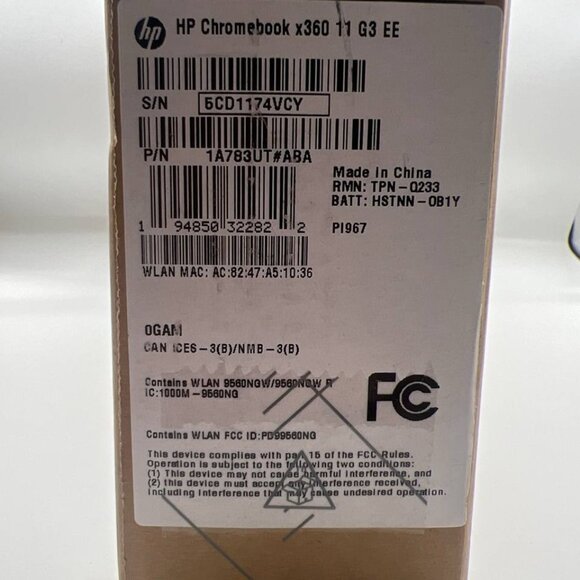 hp HP Chromebook x360 11 G3 EE
S/N 5CD1174VCY
P/N 1A783UT#ABA
Made in China
RMN: TPN-Q233
BATT: HSTNN-OB1Y
1 94850 32282 2 PI967
WLAN MAC: AC:82:47:A5:10:36
0GAM
CAN ICES-3(B)/NMB-3(B)
Contains WLAN 9560NGW/9560NGW R
IC:1000M-9560NG
FC
Contains WLAN FCC ID:PD99560NG
This device complies with part 15 of the FCC Rules.
Operation is subject to the following two conditions:
(1) This device may not cause harmful interference, and
(2) this device must accept any interference received,
including interference that may cause undesired operation.